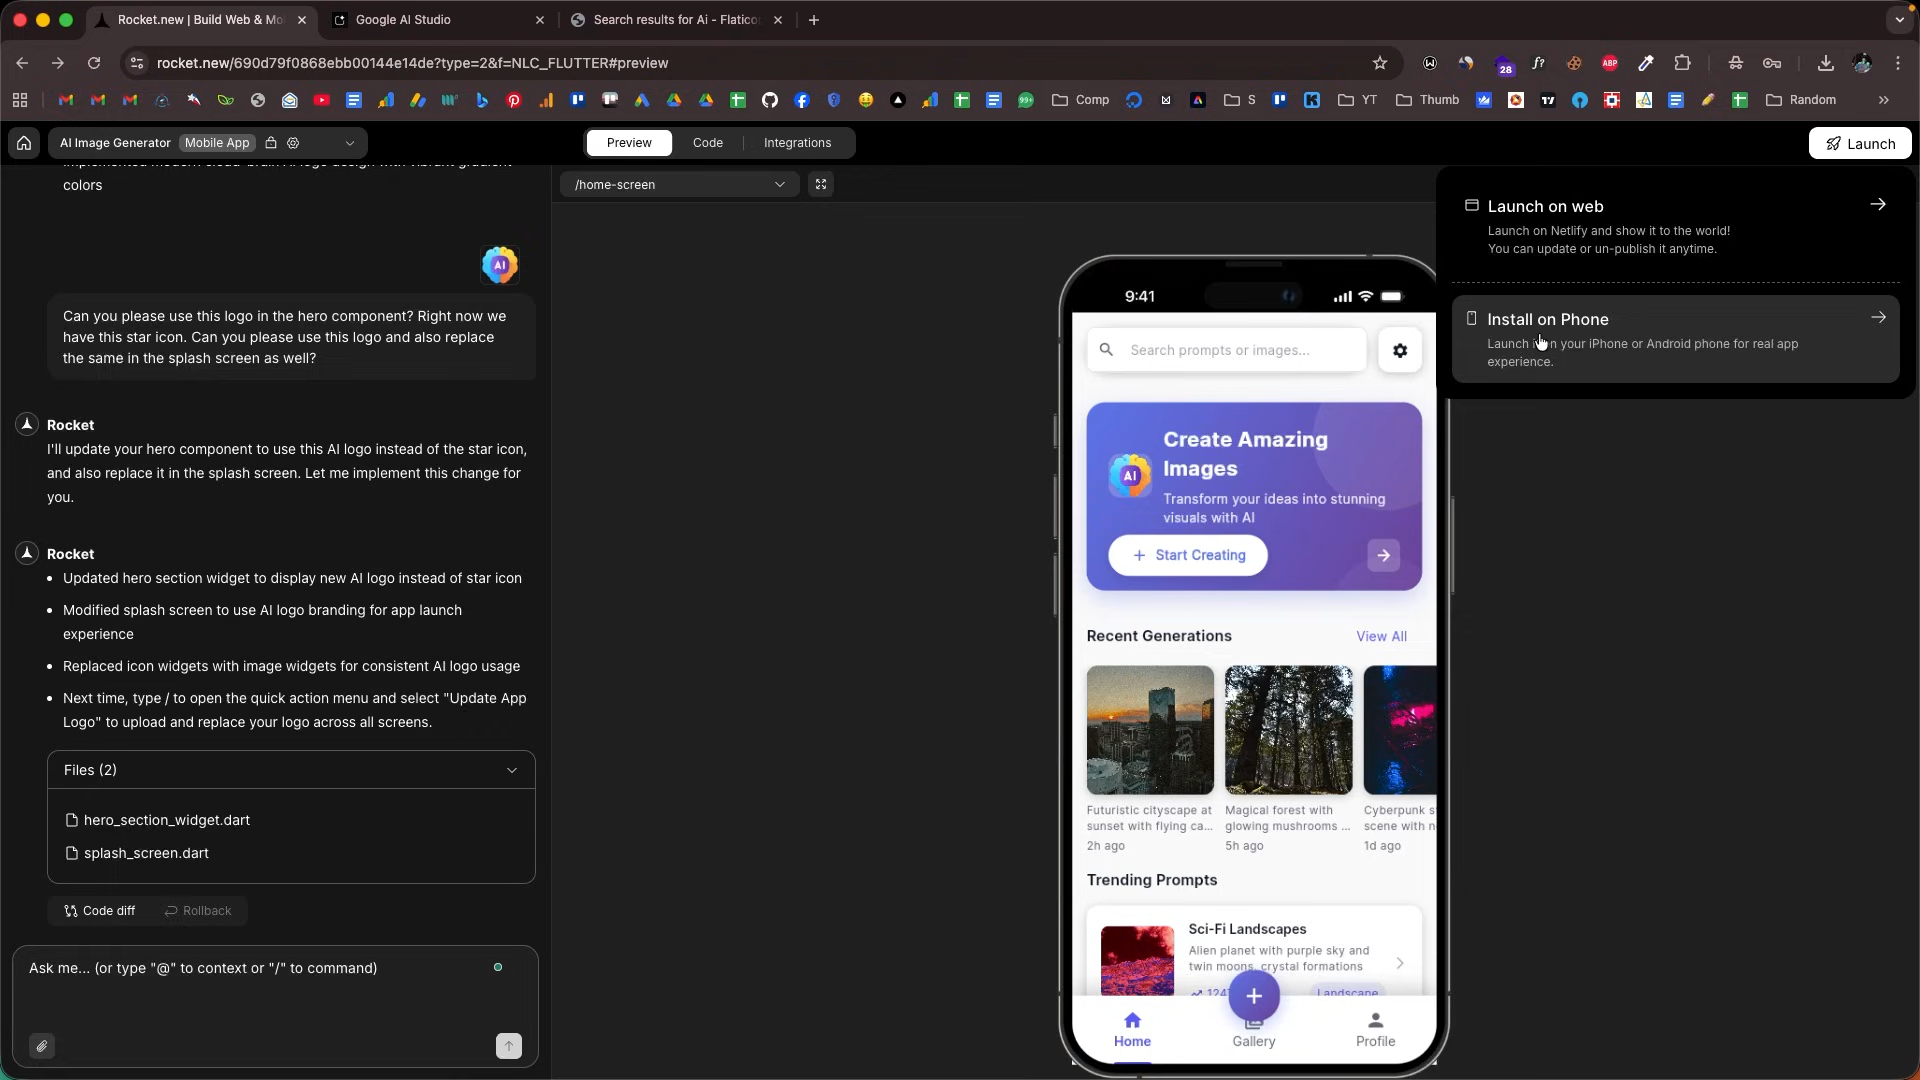 Rocket.new | Build Web & Mo
Google AI Studio
Search results for Ai - Flatico
rocket.new/690d79f0868ebb00144e14de?type=2&f=NLC_FLUTTER#preview
28
ABP
99+
Comp
S
YT
Thumb
Random
AI Image Generator
Mobile App
Preview
Code
Integrations
Launch
colors
/home-screen
Launch on web
Launch on Netlify and show it to the world!
You can update or un-publish it anytime.
Install on Phone
Launch it on your iPhone or Android phone for real app
experience.
AI
Can you please use this logo in the hero component? Right now we
have this star icon. Can you please use this logo and also replace
the same in the splash screen as well?
Rocket
I'll update your hero component to use this AI logo instead of the star icon,
and also replace it in the splash screen. Let me implement this change for
you.
Rocket
• Updated hero section widget to display new AI logo instead of star icon
• Modified splash screen to use AI logo branding for app launch
experience
• Replaced icon widgets with image widgets for consistent AI logo usage
• Next time, type / to open the quick action menu and select "Update App
Logo" to upload and replace your logo across all screens.
Files (2)
hero_section_widget.dart
splash_screen.dart
Code diff
Rollback
Ask me... (or type "@" to context or "/" to command)
9:41
Search prompts or images...
AI
Create Amazing
Images
Transform your ideas into stunning
visuals with AI
+ Start Creating
Recent Generations
View All
Futuristic cityscape at
sunset with flying ca...
2h ago
Magical forest with
glowing mushrooms ...
5h ago
Cyberpunk s
scene with n
1d ago
Trending Prompts
Sci-Fi Landscapes
Alien planet with purple sky and
twin moons, crystal formations
Landscape
Home
Gallery
Profile